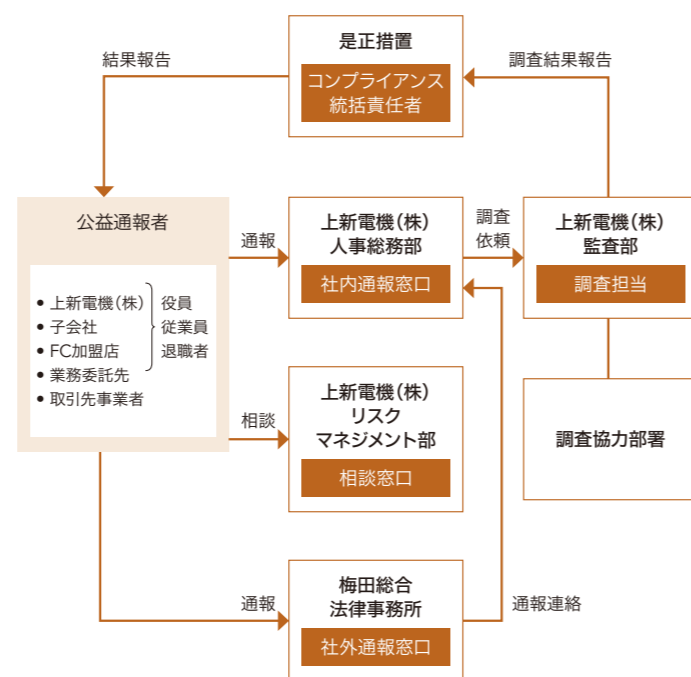 是正措置
コンプライアンス
統括責任者
結果報告
調査結果報告
公益通報者
• 上新電機（株）
• 子会社
• FC加盟店
• 業務委託先
• 取引先事業者
役員
従業員
退職者
通報
上新電機（株）
人事総務部
社内通報窓口
調査
依頼
上新電機（株）
監査部
調査担当
相談
上新電機（株）
リスク
マネジメント部
相談窓口
調査協力部署
通報
梅田総合
法律事務所
社外通報窓口
通報連絡